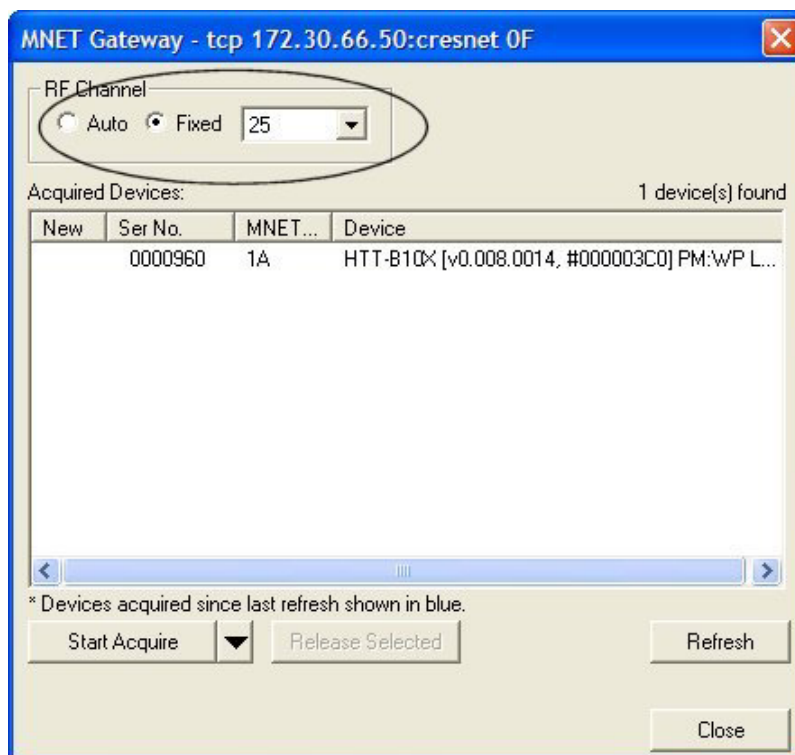 MNET Gateway - tcp 172.30.66.50:cresnet 0F
RF Channel
Auto Fixed 25
Acquired Devices: 1 device(s) found
New Ser No. MNET... Device
0000960 1A HTT-B10X [v0.008.0014, #000003C0] PM:WP L...
* Devices acquired since last refresh shown in blue.
Start Acquire Release Selected Refresh
Close